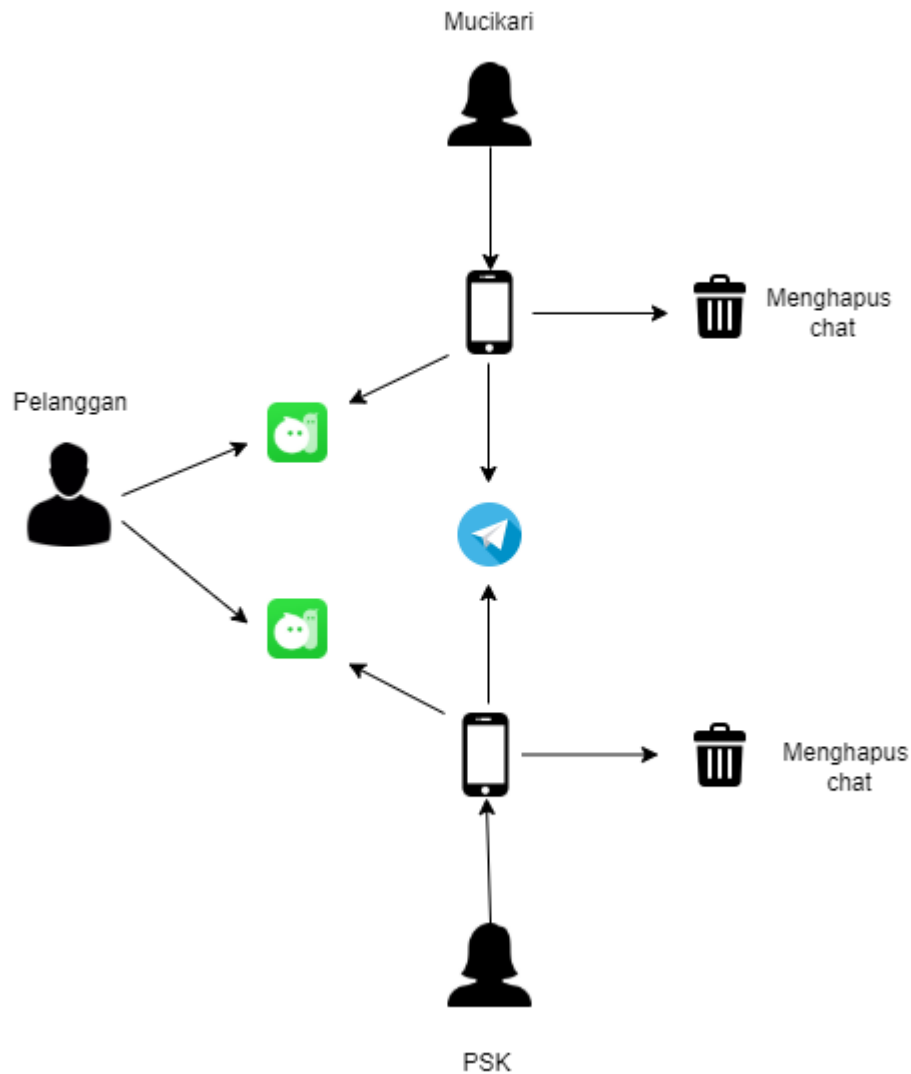 Mucikari
Menghapus
chat
Pelanggan
Menghapus
chat
PSK